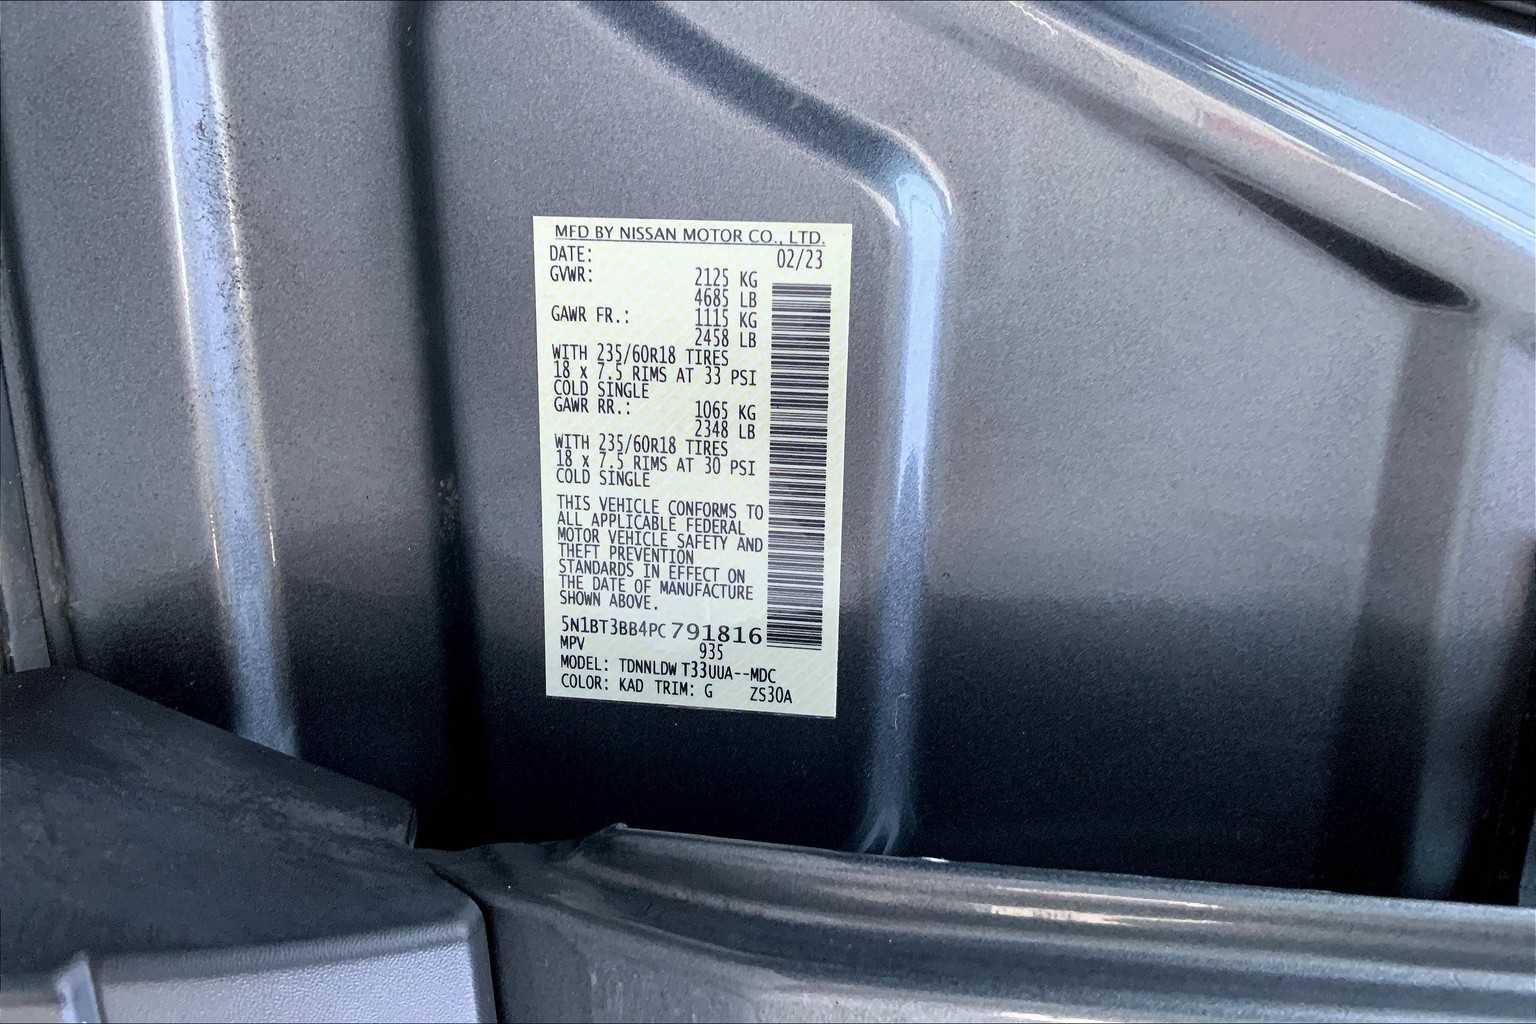 MFD BY NISSAN MOTOR CO., LTD.
DATE: 02/23
GVWR: 2125 KG
4685 LB
GAWR FR.: 1115 KG
2458 LB
WITH 235/60R18 TIRES
18 x 7.5 RIMS AT 33 PSI
COLD SINGLE
GAWR RR.: 1065 KG
2348 LB
WITH 235/60R18 TIRES
18 x 7.5 RIMS AT 30 PSI
COLD SINGLE
THIS VEHICLE CONFORMS TO
ALL APPLICABLE FEDERAL
MOTOR VEHICLE SAFETY AND
THEFT PREVENTION
STANDARDS IN EFFECT ON
THE DATE OF MANUFACTURE
SHOWN ABOVE.
5N1BT3BB4PC791816
MPV 935
MODEL: TDNNLDW T33UUA--MDC
COLOR: KAD TRIM: G ZS30A